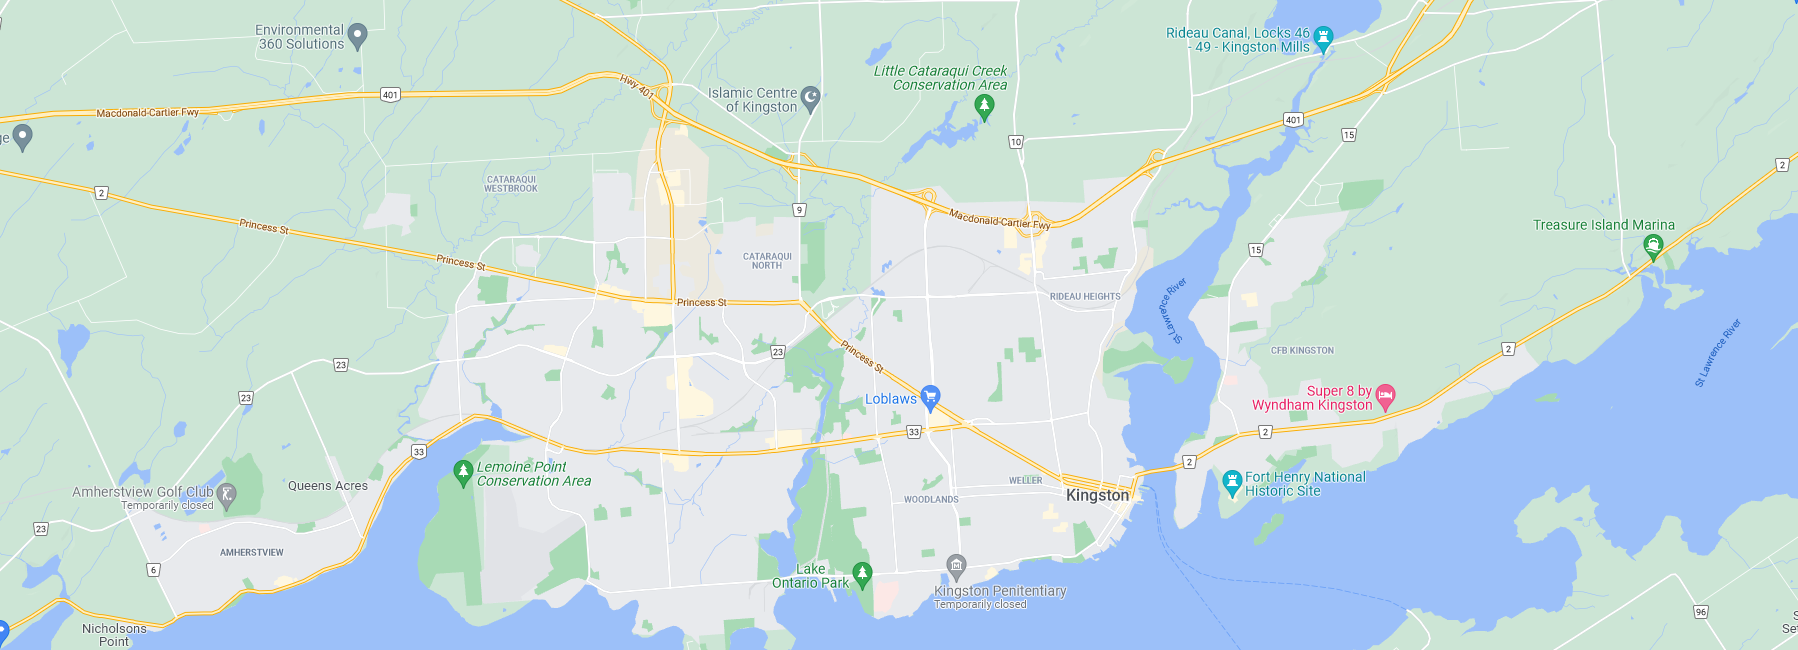 Environmental
360 Solutions
Rideau Canal, Locks 46
- 49 - Kingston Mills
Little Cataraqui Creek
Conservation Area
Hwy 401
401
Islamic Centre
of Kingston
Macdonald-Cartier Fwy
401
15
10
ge
2
CATARAQUI
WESTBROOK
2
9
Macdonald-Cartier Fwy
Princess St
Treasure Island Marina
15
Princess St
CATARAQUI
NORTH
St Lawrence River
RIDEAU HEIGHTS
Princess St
St Lawrence River
23
Princess St
CFB KINGSTON
2
23
23
Loblaws
Super 8 by
Wyndham Kingston
33
2
33
2
Lemoine Point
Conservation Area
Queens Acres
Amherstview Golf Club
Temporarily closed
WELLER
Fort Henry National
Historic Site
WOODLANDS
Kingston
23
AMHERSTVIEW
6
Lake
Ontario Park
Kingston Penitentiary
Temporarily closed
96
Nicholsons
Point
S
Set